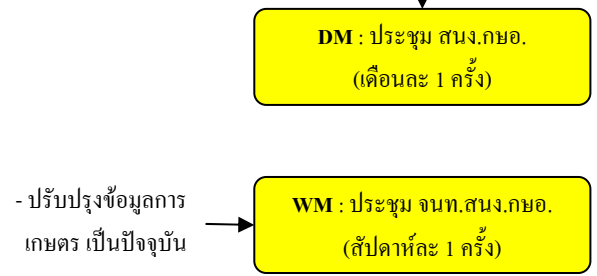 DM : ประชุม สนง.กษอ.
(เดือนละ 1 ครั้ง)
- ปรับปรุงข้อมูลการ
เกษตร เป็นปัจจุบัน
WM : ประชุม จนท.สนง.กษอ.
(สัปดาห์ละ 1 ครั้ง)